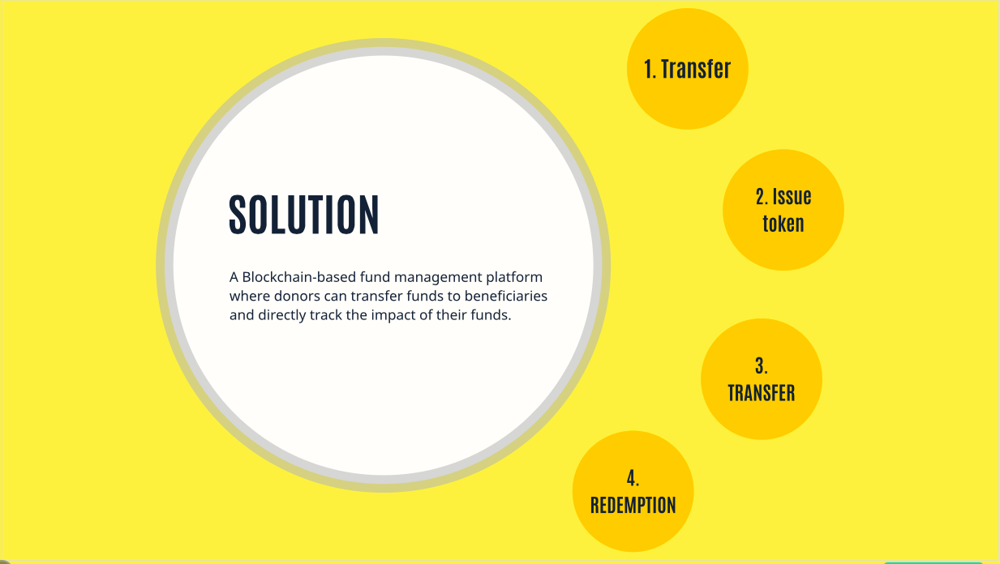 SOLUTION
A Blockchain-based fund management platform
where donors can transfer funds to beneficiaries
and directly track the impact of their funds.
1. Transfer
2. Issue
token
3.
TRANSFER
4.
REDEMPTION